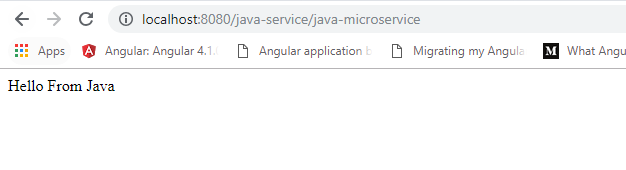 localhost:8080/java-service/java-microservice
Apps Angular: Angular 4.1. Angular application b Migrating my Angula M What Angu
Hello From Java